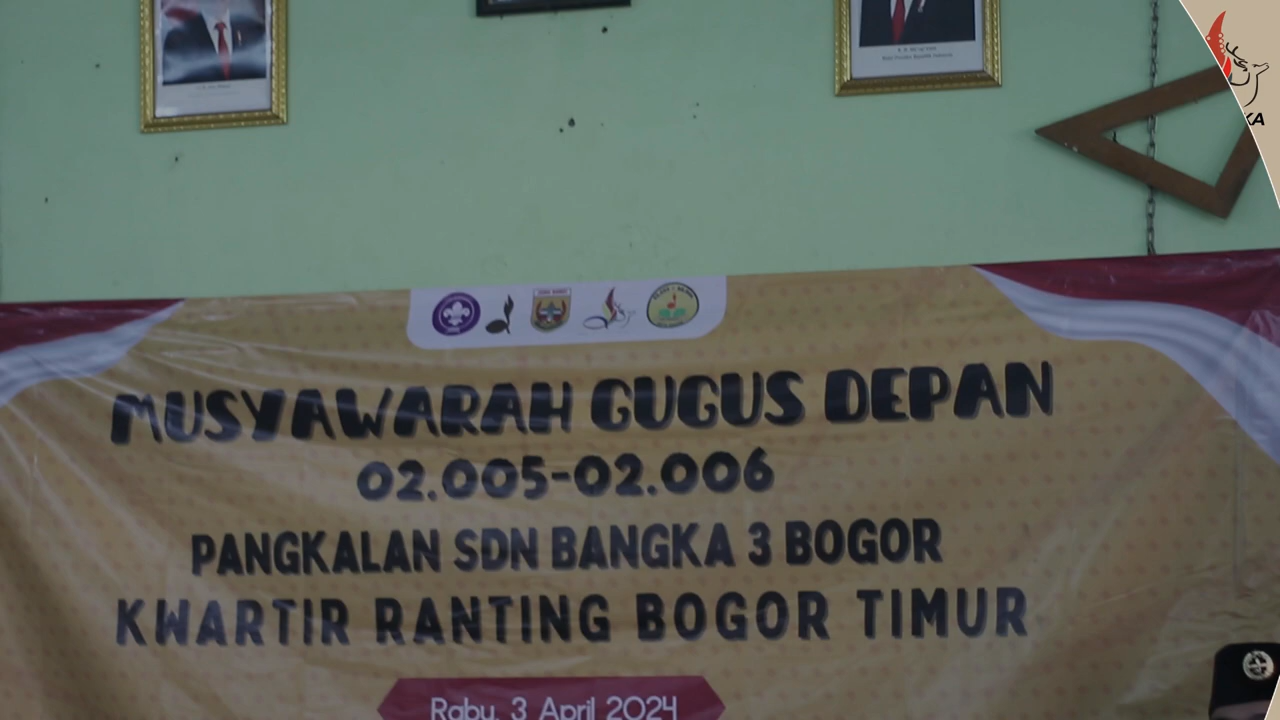 KA
MUSYAWARAH GUGUS DEPAN
02.005-02.006
PANGKALAN SDN BANGKA 3 BOGOR
KWARTIR RANTING BOGOR TIMUR
Rabu, 3 April 2024